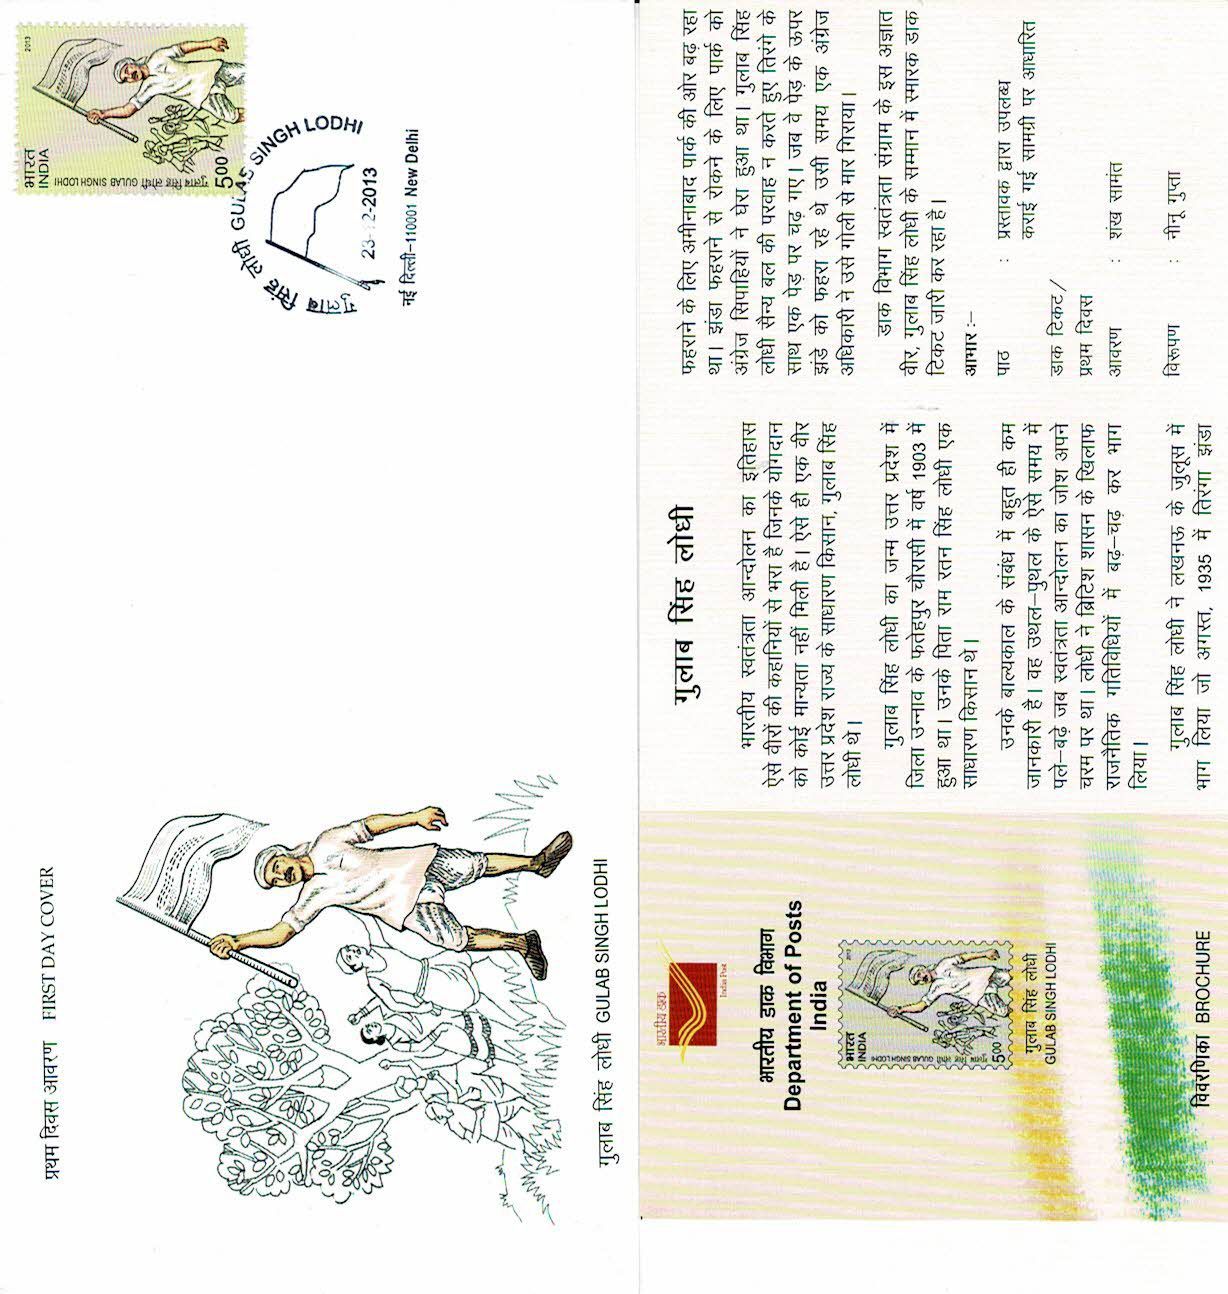 प्रथम दिवस आवरण FIRST DAY COVER
भारत
INDIA
2013
गुलाब सिंह लोधी GULAB SINGH LODHI
5.00
गुलाब सिंह लोधी GULAB SINGH LODHI
23-12-2013
नई दिल्ली–110001 New Delhi
गुलाब सिंह लोधी GULAB SINGH LODHI
भारतीय डाक
India Post
भारतीय डाक विभाग
Department of Posts
India
भारत
INDIA
2013
गुलाब सिंह लोधी GULAB SINGH LODHI
5.00
गुलाब सिंह लोधी
GULAB SINGH LODHI
विवरणिका BROCHURE
गुलाब सिंह लोधी
भारतीय स्वतंत्रता आन्दोलन का इतिहास
ऐसे वीरों की कहानियों से भरा है जिनके योगदान
को कोई मान्यता नहीं मिली है। ऐसे ही एक वीर
उत्तर प्रदेश राज्य के साधारण किसान, गुलाब सिंह
लोधी थे।
गुलाब सिंह लोधी का जन्म उत्तर प्रदेश में
जिला उन्नाव के फतेहपुर चौरासी में वर्ष 1903 में
हुआ था। उनके पिता राम रतन सिंह लोधी एक
साधारण किसान थे।
उनके बाल्यकाल के संबंध में बहुत ही कम
जानकारी है। वह उथल–पुथल के ऐसे समय में
पले–बढ़े जब स्वतंत्रता आन्दोलन का जोश अपने
चरम पर था। लोधी ने ब्रिटिश शासन के खिलाफ
राजनैतिक गतिविधियों में बढ़–चढ़ कर भाग
लिया।
गुलाब सिंह लोधी ने लखनऊ के जुलूस में
भाग लिया जो अगस्त, 1935 में तिरंगा झंडा
फहराने के लिए अमीनाबाद पार्क की ओर बढ़ रहा
था। झंडा फहराने से रोकने के लिए पार्क को
अंग्रेज सिपाहियों ने घेरा हुआ था। गुलाब सिंह
लोधी सैन्य बल की परवाह न करते हुए तिरंगे के
साथ एक पेड़ पर चढ़ गए। जब वे पेड़ के ऊपर
झंडे को फहरा रहे थे उसी समय एक अंग्रेज
अधिकारी ने उसे गोली से मार गिराया।
डाक विभाग स्वतंत्रता संग्राम के इस अज्ञात
वीर, गुलाब सिंह लोधी के सम्मान में स्मारक डाक
टिकट जारी कर रहा है।
आभार :–
पाठ : प्रस्तावक द्वारा उपलब्ध
कराई गई सामग्री पर आधारित
डाक टिकट/
प्रथम दिवस
आवरण : शंख सामंत
विरूपण : नीनू गुप्ता